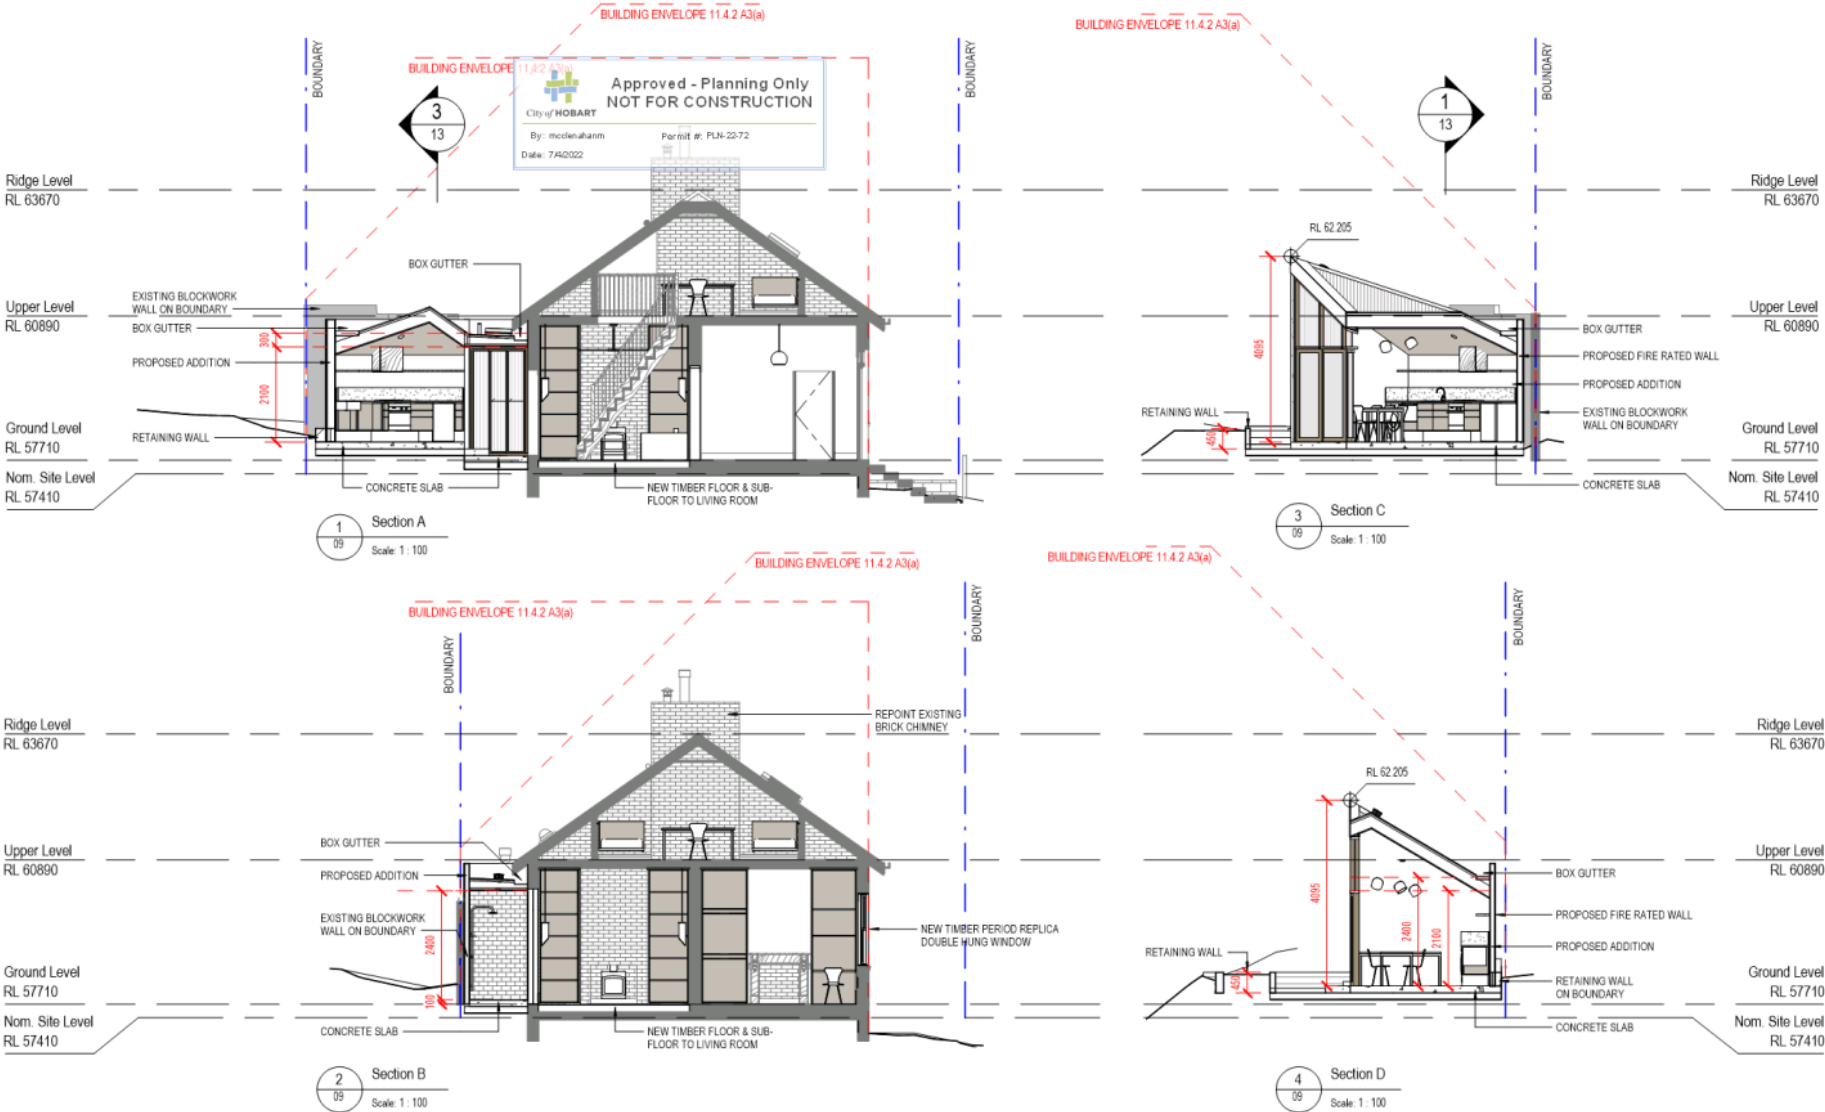 BUILDING ENVELOPE 11.4.2 A3(a)
BUILDING ENVELOPE 11.4.2 A3(a)
BUILDING ENVELOPE 11.4.2 A3(a)
BOUNDARY
BOUNDARY
BOUNDARY
City of HOBART
Approved - Planning Only
NOT FOR CONSTRUCTION
By: mcclenahanm
Permit #: PLN-22-72
Date: 7/4/2022
3
13
1
13
Ridge Level
RL 63670
Upper Level
RL 60890
Ground Level
RL 57710
Nom. Site Level
RL 57410
BOX GUTTER
EXISTING BLOCKWORK
WALL ON BOUNDARY
BOX GUTTER
PROPOSED ADDITION
RETAINING WALL
300
2100
CONCRETE SLAB
NEW TIMBER FLOOR & SUB-
FLOOR TO LIVING ROOM
1
09
Section A
Scale: 1 : 100
RL 62.205
4095
RETAINING WALL
450
BOX GUTTER
PROPOSED FIRE RATED WALL
PROPOSED ADDITION
EXISTING BLOCKWORK
WALL ON BOUNDARY
CONCRETE SLAB
Ridge Level
RL 63670
Upper Level
RL 60890
Ground Level
RL 57710
Nom. Site Level
RL 57410
3
09
Section C
Scale: 1 : 100
BUILDING ENVELOPE 11.4.2 A3(a)
BUILDING ENVELOPE 11.4.2 A3(a)
BOUNDARY
BOUNDARY
Ridge Level
RL 63670
Upper Level
RL 60890
Ground Level
RL 57710
Nom. Site Level
RL 57410
REPOINT EXISTING
BRICK CHIMNEY
BOX GUTTER
PROPOSED ADDITION
EXISTING BLOCKWORK
WALL ON BOUNDARY
2400
100
CONCRETE SLAB
NEW TIMBER FLOOR & SUB-
FLOOR TO LIVING ROOM
NEW TIMBER PERIOD REPLICA
DOUBLE HUNG WINDOW
2
09
Section B
Scale: 1 : 100
BUILDING ENVELOPE 11.4.2 A3(a)
BOUNDARY
RL 62.205
4095
2400
2100
450
RETAINING WALL
BOX GUTTER
PROPOSED FIRE RATED WALL
PROPOSED ADDITION
RETAINING WALL
ON BOUNDARY
CONCRETE SLAB
Ridge Level
RL 63670
Upper Level
RL 60890
Ground Level
RL 57710
Nom. Site Level
RL 57410
4
09
Section D
Scale: 1 : 100